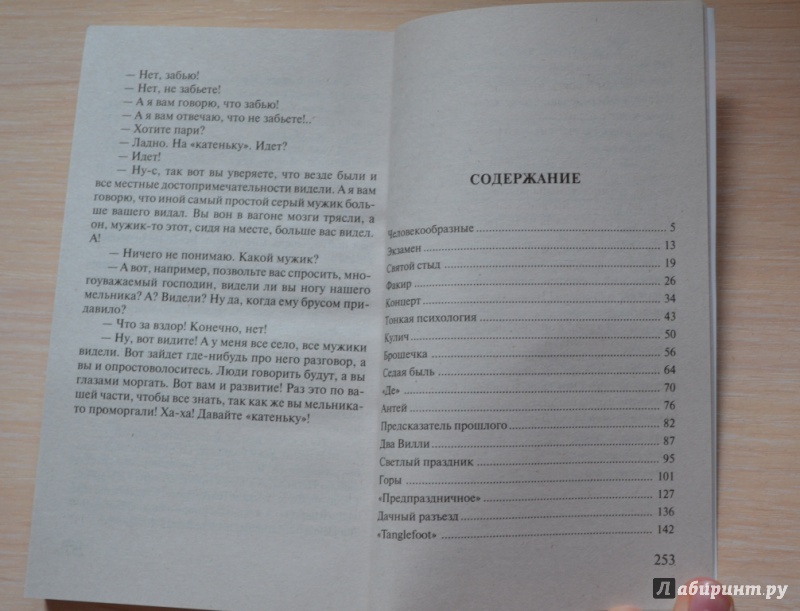 — Нет, забью!
— Нет, не забьете!
— А я вам говорю, что забью!
— А я вам отвечаю, что не забьете!..
— Хотите пари?
— Ладно. На «катеньку». Идет?
— Идет!
— Ну-с, так вот вы уверяете, что везде были и
все местные достопримечательности видели. А я вам
говорю, что иной самый простой серый мужик боль-
ше вашего видал. Вы вон в вагоне мозги трясли, а
он, мужик-то этот, сидя на месте, больше вас видел.
А!
— Ничего не понимаю. Какой мужик?
— А вот, например, позвольте вас спросить, мно-
гоуважаемый господин, видели ли вы ногу нашего
мельника? А? Видели? Ну да, когда ему брусом при-
давило?
— Что за вздор! Конечно, нет!
— Ну, вот видите! А у меня все село, все мужики
видели. Вот зайдет где-нибудь про него разговор, а
вы и опростоволоситесь. Люди говорить будут, а вы
глазами моргать. Вот вам и развитие! Раз это по ва-
шей части, чтобы все знать, так как же вы мельника-
то проморгали! Ха-ха! Давайте «катеньку»!
СОДЕРЖАНИЕ
Человекообразные 5
Экзамен 13
Святой стыд 19
Факир 26
Концерт 34
Тонкая психология 43
Кулич 50
Брошечка 56
Седая быль 64
«Де» 70
Антей 76
Предсказатель прошлого 82
Два Вилли 87
Светлый праздник 95
Горы 101
«Предпраздничное» 127
Дачный разъезд 136
«Tanglefoot» 142
253
Лабиринт.ру